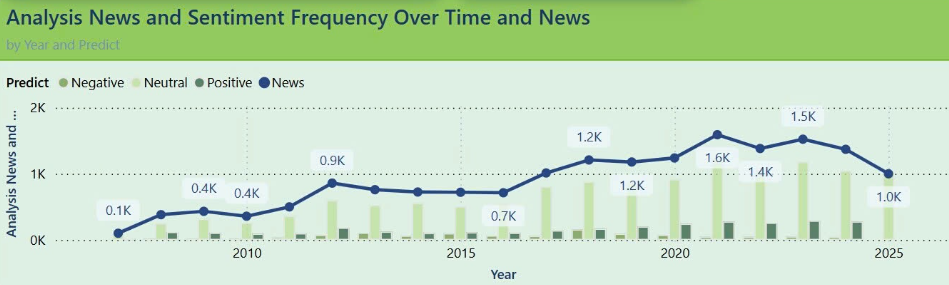 Analysis News and Sentiment Frequency Over Time and News
by Year and Predict
Predict Negative Neutral Positive News
Analysis News and ...
2K
1K
0K
0.1K
0.4K
0.4K
0.9K
0.7K
1.2K
1.2K
1.6K
1.4K
1.5K
1.0K
2010
2015
2020
2025
Year